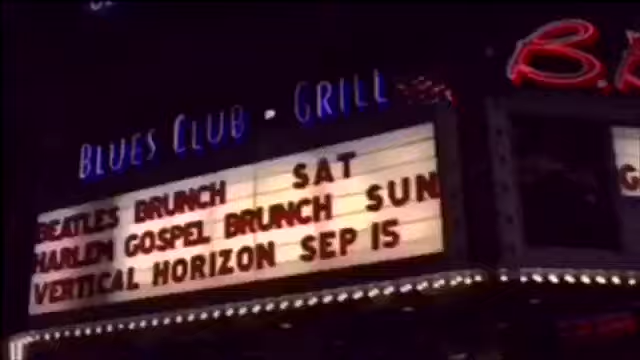 BLUES CLUB • GRILL
BEATLES BRUNCH SAT
HARLEM GOSPEL BRUNCH SUN
VERTICAL HORIZON SEP 15
B.
G